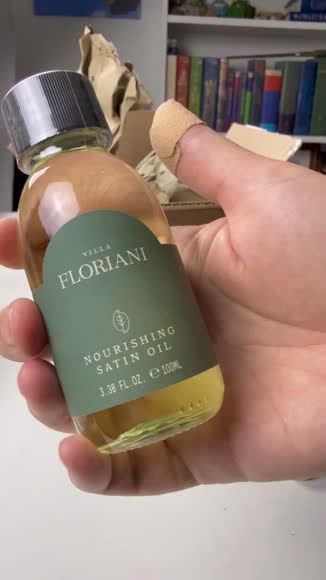 VILLA
FLORIANI
NOURISHING
SATIN OIL
3.38 FL.OZ. ℮ 100ML